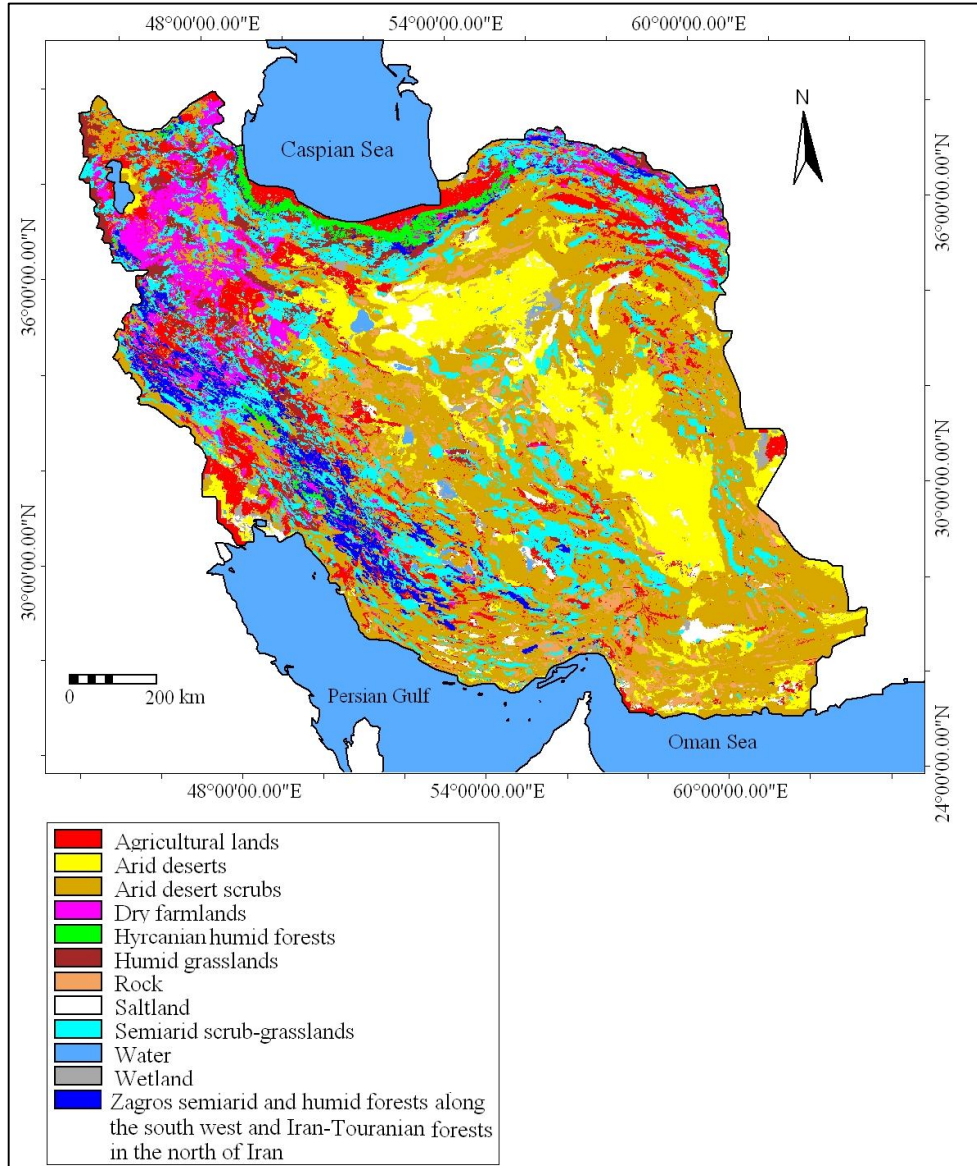 48°00'00.00"E
54°00'00.00"E
60°00'00.00"E
N
Caspian Sea
36°00'00.00"N
36°00'00.00"N
30°00'00.00"N
30°00'00.00"N
0
200 km
Persian Gulf
Oman Sea
24°00'00.00"N
48°00'00.00"E
54°00'00.00"E
60°00'00.00"E
Agricultural lands
Arid deserts
Arid desert scrubs
Dry farmlands
Hyrcanian humid forests
Humid grasslands
Rock
Saltland
Semiarid scrub-grasslands
Water
Wetland
Zagros semiarid and humid forests along
the south west and Iran-Touranian forests
in the north of Iran